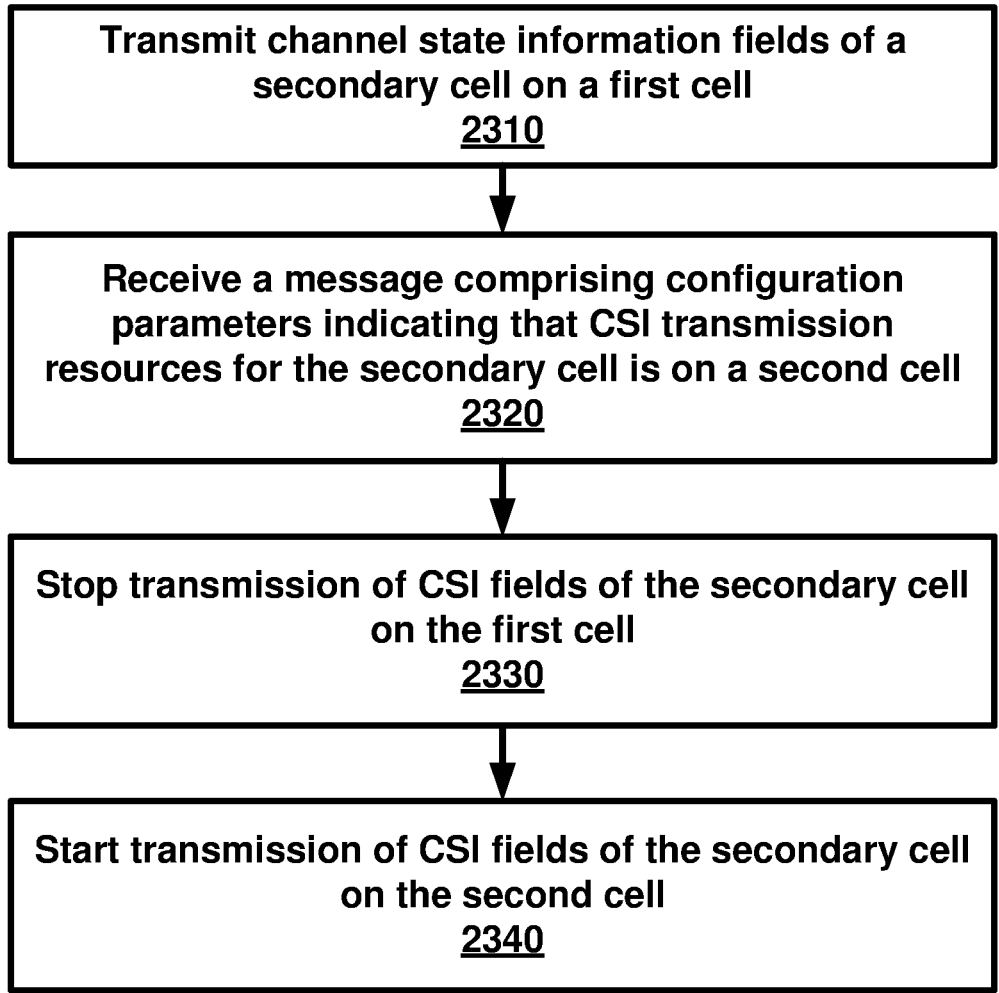 Transmit channel state information fields of a
secondary cell on a first cell
2310
Receive a message comprising configuration
parameters indicating that CSI transmission
resources for the secondary cell is on a second cell
2320
Stop transmission of CSI fields of the secondary cell
on the first cell
2330
Start transmission of CSI fields of the secondary cell
on the second cell
2340